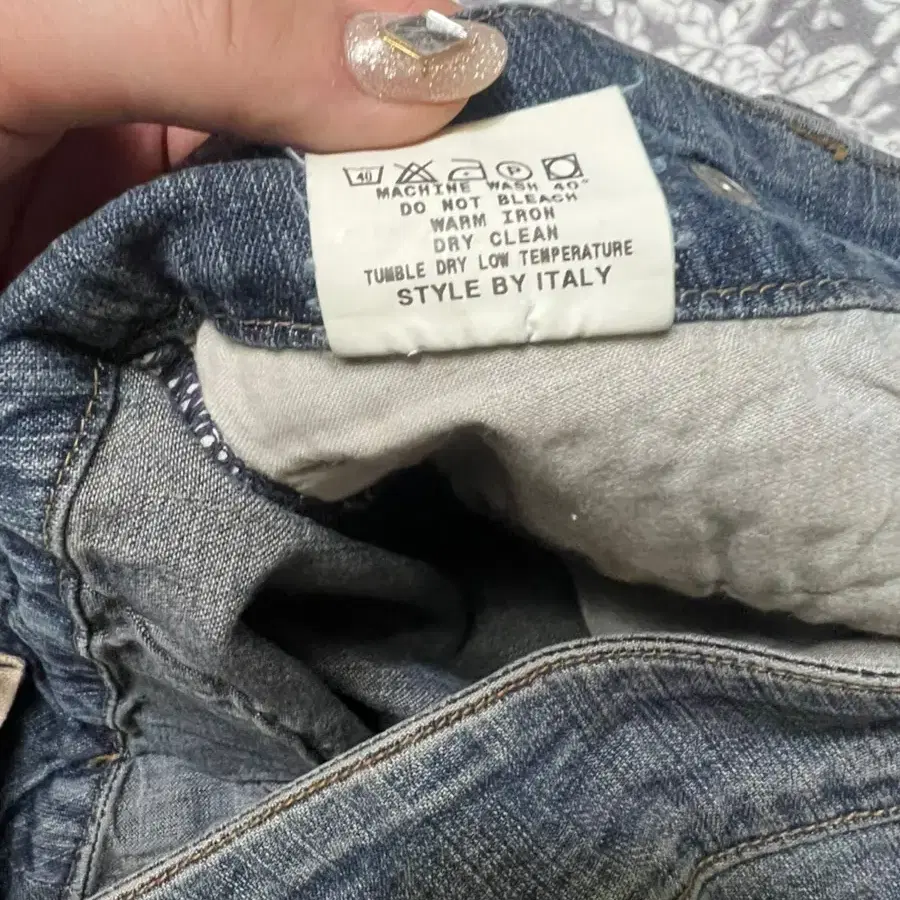 40 P
MACHINE WASH 40°
DO NOT BLEACH
WARM IRON
DRY CLEAN
TUMBLE DRY LOW TEMPERATURE
STYLE BY ITALY